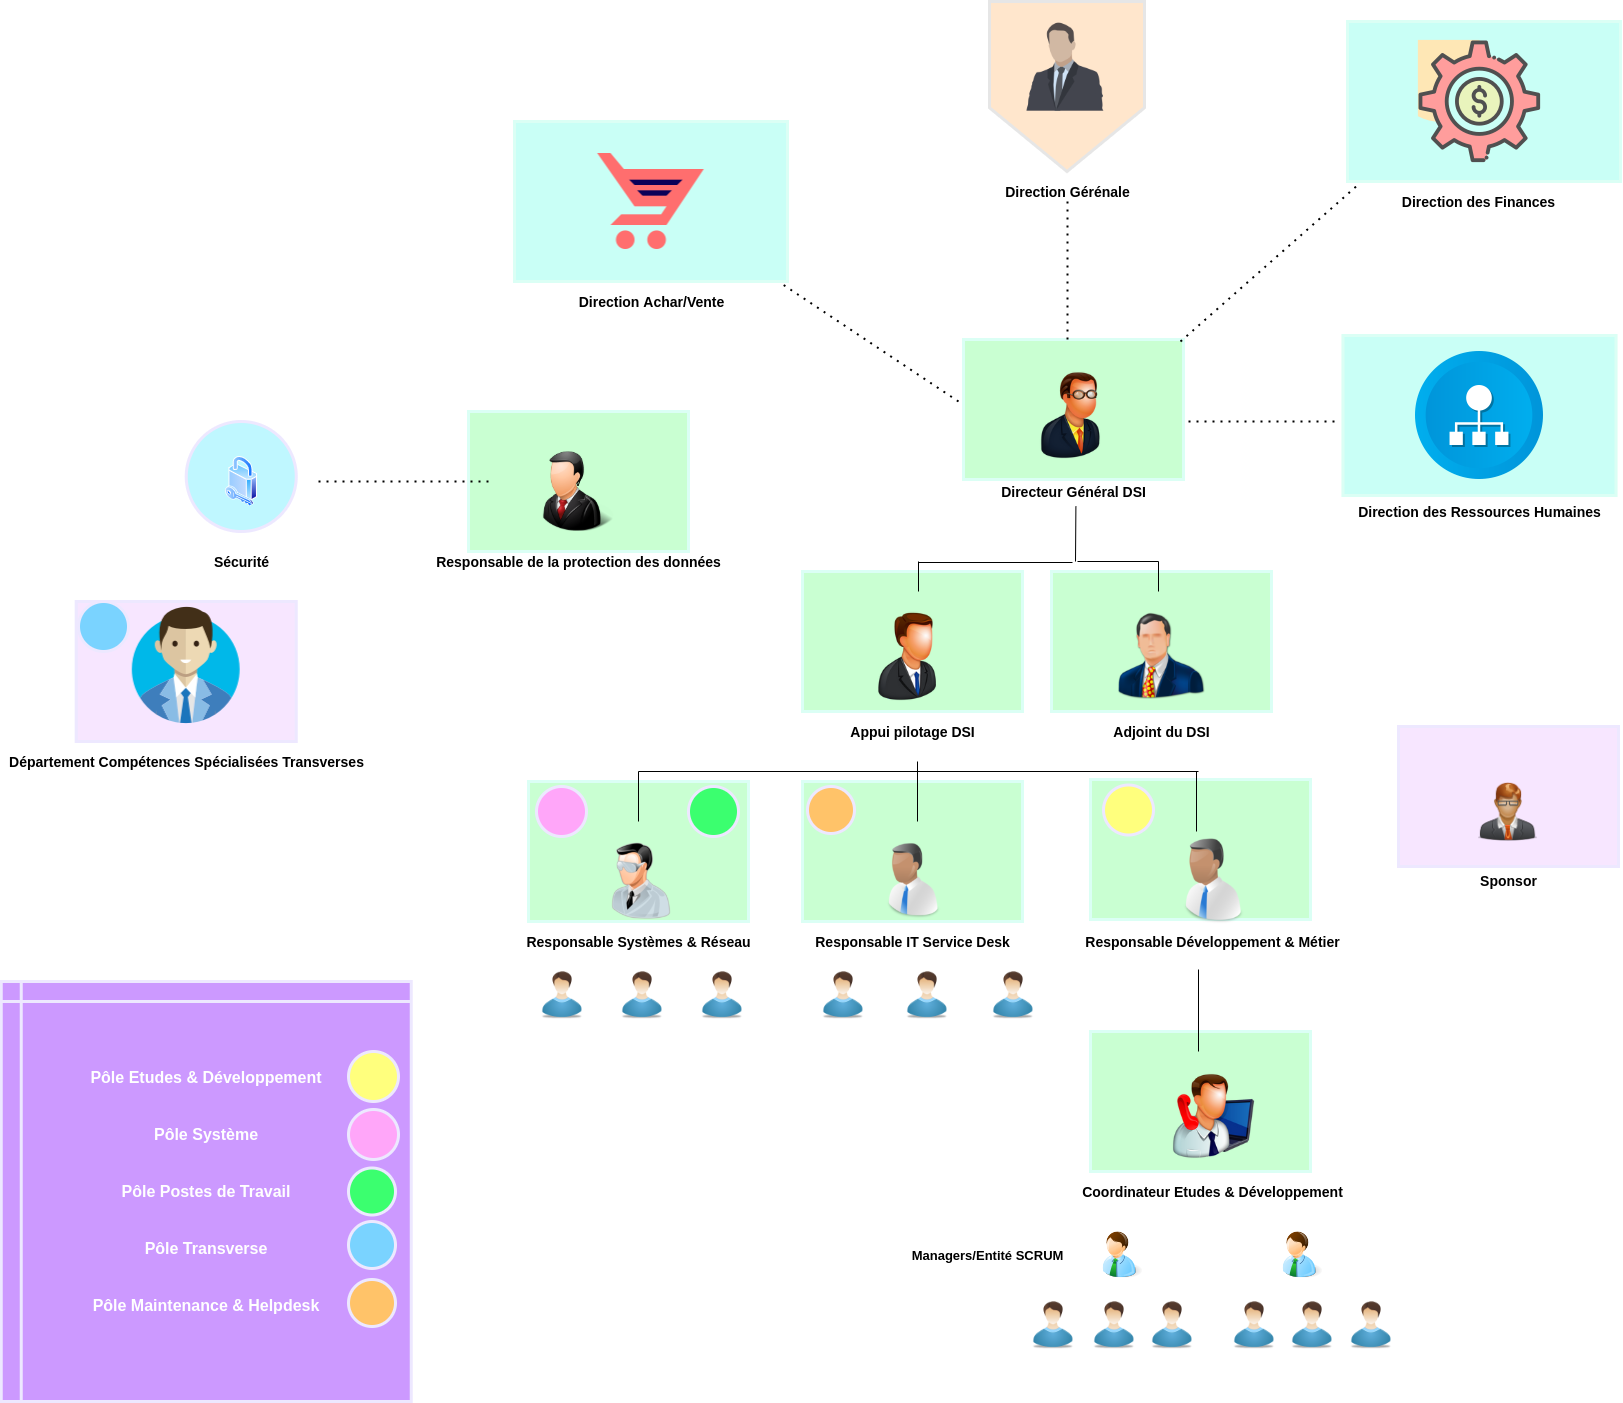 Direction Gérénale
Direction des Finances
Direction Achar/Vente
Directeur Général DSI
Direction des Ressources Humaines
Sécurité
Responsable de la protection des données
Département Compétences Spécialisées Transverses
Appui pilotage DSI
Adjoint du DSI
Sponsor
Responsable Systèmes & Réseau
Responsable IT Service Desk
Responsable Développement & Métier
Pôle Etudes & Développement
Pôle Système
Pôle Postes de Travail
Pôle Transverse
Pôle Maintenance & Helpdesk
Coordinateur Etudes & Développement
Managers/Entité SCRUM